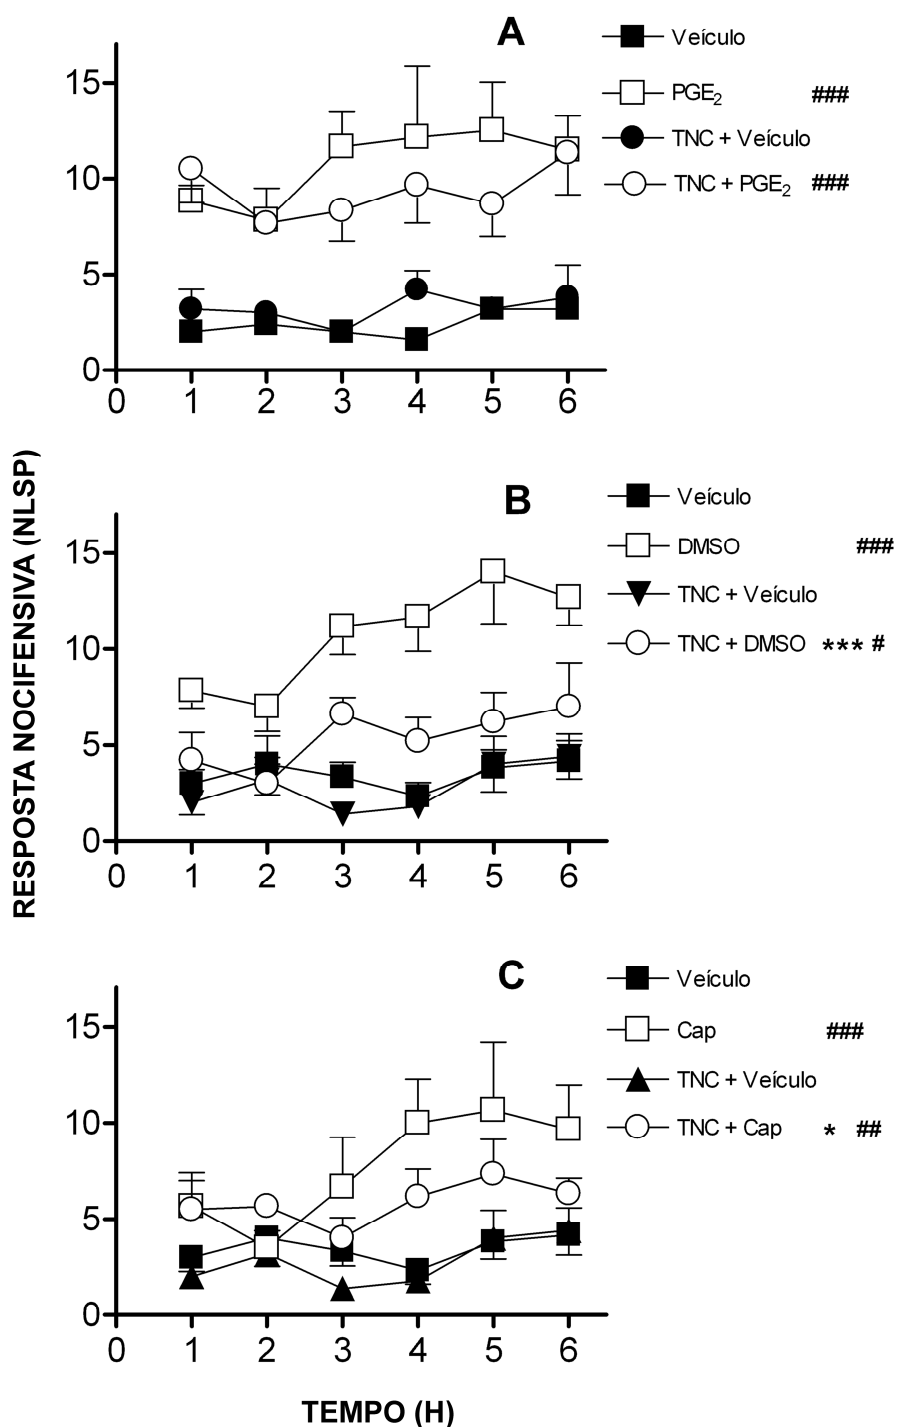 A
Veículo
PGE₂ ###
TNC + Veículo
TNC + PGE₂ ###
15
10
5
0
0 1 2 3 4 5 6
RESPOSTA NOCIFENSIVA (NLSP)
B
Veículo
DMSO ###
TNC + Veículo
TNC + DMSO *** #
15
10
5
0
0 1 2 3 4 5 6
C
Veículo
Cap ###
TNC + Veículo
TNC + Cap * ##
15
10
5
0
0 1 2 3 4 5 6
TEMPO (H)